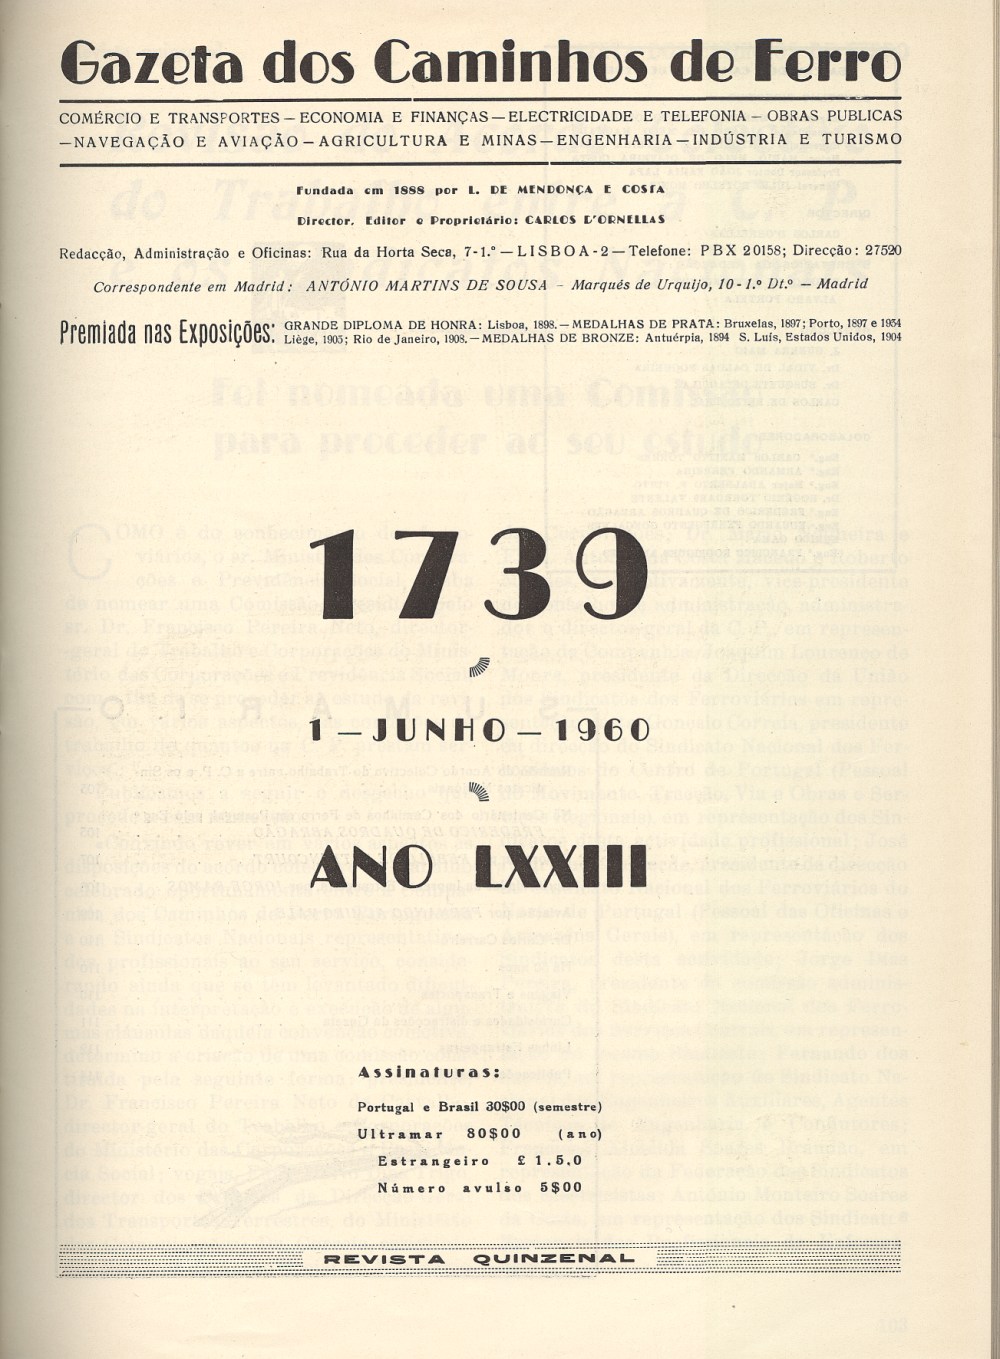 Gazeta dos Caminhos de Ferro
COMÉRCIO E TRANSPORTES — ECONOMIA E FINANÇAS — ELECTRICIDADE E TELEFONIA — OBRAS PUBLICAS
— NAVEGAÇÃO E AVIAÇÃO — AGRICULTURA E MINAS — ENGENHARIA — INDÚSTRIA E TURISMO
Fundada em 1888 por L. DE MENDONÇA E COSTA
Director, Editor e Proprietário: CARLOS D'ORNELLAS
Redacção, Administração e Oficinas: Rua da Horta Seca, 7-1.º — LISBOA-2 — Telefone: PBX 20158; Direcção: 27520
Correspondente em Madrid: ANTÓNIO MARTINS DE SOUSA — Marqués de Urquijo, 10-1.º Dt.º — Madrid
Premiada nas Exposições:
GRANDE DIPLOMA DE HONRA: Lisboa, 1898. — MEDALHAS DE PRATA: Bruxelas, 1897; Porto, 1897 e 1934
Liège, 1905; Rio de Janeiro, 1908. — MEDALHAS DE BRONZE: Antuérpia, 1894 S. Luís, Estados Unidos, 1904
1739
1 — JUNHO — 1960
ANO LXXIII
Assinaturas:
Portugal e Brasil 30$00 (semestre)
Ultramar 80$00 (ano)
Estrangeiro £ 1.5.0
Número avulso 5$00
REVISTA QUINZENAL